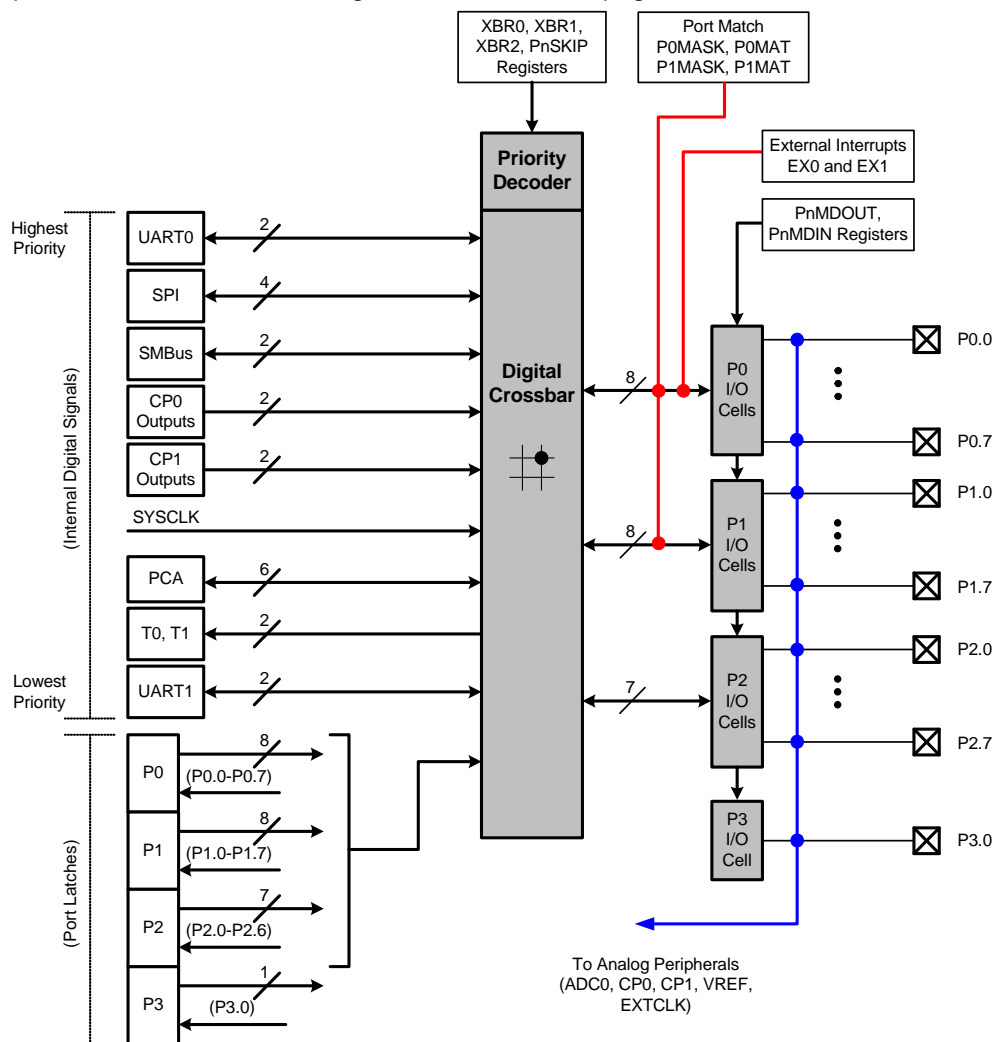 XBR0, XBR1,
XBR2, PnSKIP
Registers
Port Match
P0MASK, P0MAT
P1MASK, P1MAT
External Interrupts
EX0 and EX1
PnMDOUT,
PnMDIN Registers
Priority
Decoder
Digital
Crossbar
Highest
Priority
(Internal Digital Signals)
Lowest
Priority
UART0
2
SPI
4
SMBus
2
CP0
Outputs
2
CP1
Outputs
2
SYSCLK
PCA
6
T0, T1
2
UART1
2
(Port Latches)
P0
8
(P0.0-P0.7)
P1
8
(P1.0-P1.7)
P2
7
(P2.0-P2.6)
P3
1
(P3.0)
8
8
7
P0
I/O
Cells
P1
I/O
Cells
P2
I/O
Cells
P3
I/O
Cell
P0.0
P0.7
P1.0
P1.7
P2.0
P2.7
P3.0
To Analog Peripherals
(ADC0, CP0, CP1, VREF,
EXTCLK)